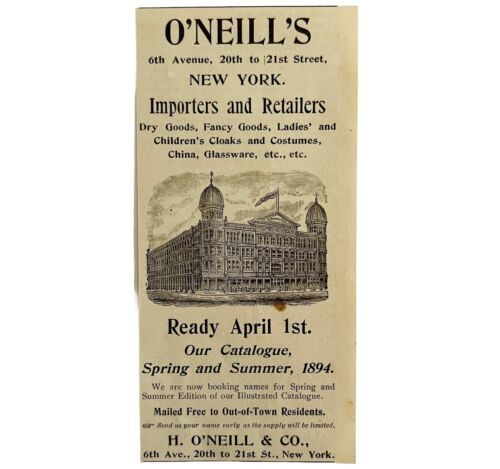 O'NEILL'S
6th Avenue, 20th to 21st Street,
NEW YORK.
Importers and Retailers
Dry Goods, Fancy Goods, Ladies' and
Children's Cloaks and Costumes,
China, Glassware, etc., etc.
Ready April 1st.
Our Catalogue,
Spring and Summer, 1894.
We are now booking names for Spring and
Summer Edition of our Illustrated Catalogue.
Mailed Free to Out-of-Town Residents.
☞ Send us your name early as the supply will be limited.
H. O'NEILL & CO.,
6th Ave., 20th to 21st St., New York.